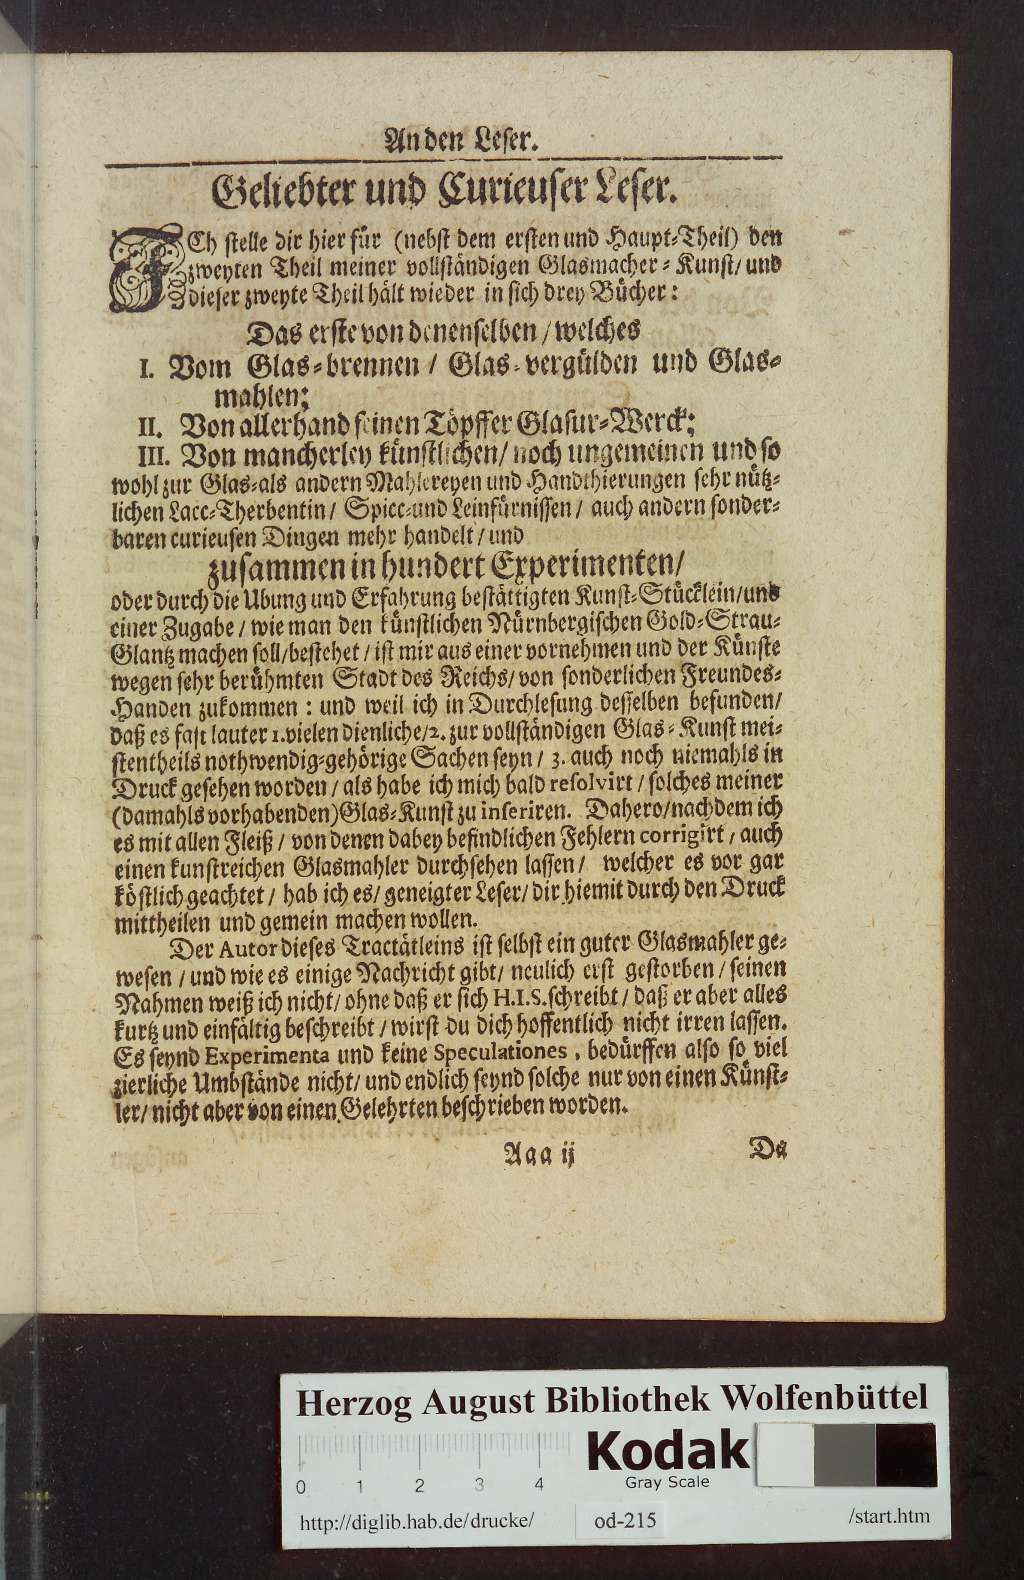 An den Leser.
Geliebter und Curieuser Leser.
ICh stelle dir hier für (nebst dem ersten und Haupt-Theil) den
zweyten Theil meiner vollständigen Glasmacher-Kunst/ und
dieser zweyte Theil hält wieder in sich drey Bücher:
Das erste von denenselben/ welches
I. Vom Glas-brennen / Glas-vergülden und Glas-
mahlen;
II. Von allerhand feinen Töpffer Glasur-Werck;
III. Von mancherley künstlichen/ noch ungemeinen und so
wohl zur Glas-als andern Mahlereyen und Handthierungen sehr nütz-
lichen Lacc-Therbentin/ Spicc-und Leinfürnissen/ auch andern sonder-
baren curieusen Dingen mehr handelt/ und
zusammen in hundert Experimenten/
oder durch die Ubung und Erfahrung bestättigten Kunst-Stücklein/und
einer Zugabe/ wie man den künstlichen Nürnbergischen Gold-Strau-
Glantz machen soll/bestehet/ ist mir aus einer vornehmen und der Künste
wegen sehr berühmten Stadt des Reichs/ von sonderlichen Freundes-
Handen zukommen: und weil ich in Durchlesung desselben befunden/
daß es fast lauter 1.vielen dienliche/2. zur vollständigen Glas-Kunst mei-
stentheils nothwendig-gehörige Sachen seyn/ 3. auch noch niemahls in
Druck gesehen worden/ als habe ich mich bald resolvirt/ solches meiner
(damahls vorhabenden)Glas-Kunst zu inseriren. Dahero/nachdem ich
es mit allen Fleiß/ von denen dabey befindlichen Fehlern corrigirt/ auch
einen kunstreichen Glasmahler durchsehen lassen/ welcher es vor gar
köstlich geachtet/ hab ich es/ geneigter Leser/ dir hiemit durch den Druck
mittheilen und gemein machen wollen.
Der Autor dieses Tractätleins ist selbst ein guter Glasmahler ge-
wesen/ und wie es einige Nachricht gibt/ neulich erst gestorben/ seinen
Nahmen weiß ich nicht/ ohne daß er sich H.I.S. schreibt/ daß er aber alles
kurtz und einfältig beschreibt/ wirst du dich hoffentlich nicht irren lassen.
Es seynd Experimenta und keine Speculationes, bedürffen also so viel
zierliche Umbstände nicht/ und endlich seynd solche nur von einen Künst-
ler/ nicht aber von einen Gelehrten beschrieben worden.
Aaa ij
Da
Herzog August Bibliothek Wolfenbüttel
Kodak
Gray Scale
0 1 2 3 4
http://diglib.hab.de/drucke/
od-215
/start.htm